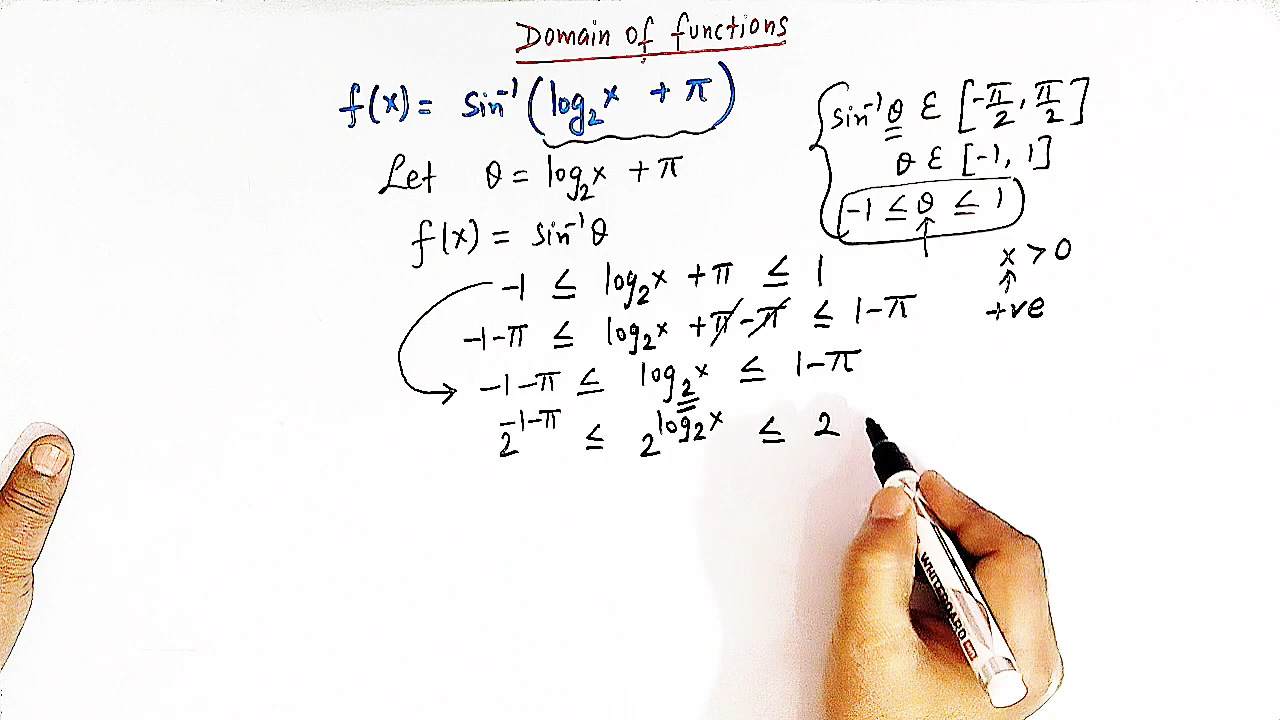 Domain of functions
f(x) = sin⁻¹(log₂x + π)
Let θ = log₂x + π
f(x) = sin⁻¹θ
-1 ≤ log₂x + π ≤ 1
-1-π ≤ log₂x + π - π ≤ 1-π
-1-π ≤ log₂x ≤ 1-π
2^(-1-π) ≤ 2^(log₂x) ≤ 2
sin⁻¹θ ∈ [-π/2, π/2]
θ ∈ [-1, 1]
-1 ≤ θ ≤ 1
x > 0
+ve
WHITEBOARD